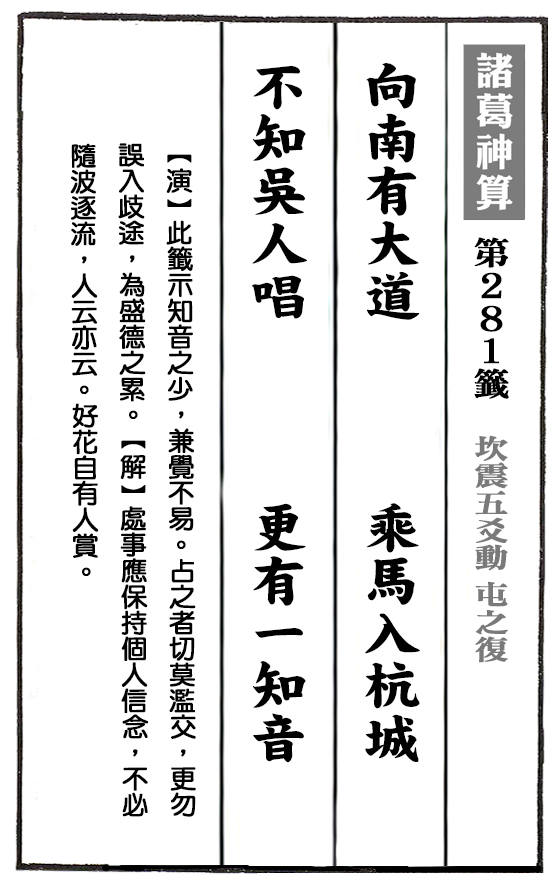 諸葛神算 第281籤 坎震五爻動 屯之復
向南有大道 乘馬入杭城
不知吳人唱 更有一知音
【演】此籤示知音之少，兼覺不易。占之者切莫濫交，更勿
誤入歧途，為盛德之累。【解】處事應保持個人信念，不必
隨波逐流，人云亦云。好花自有人賞。